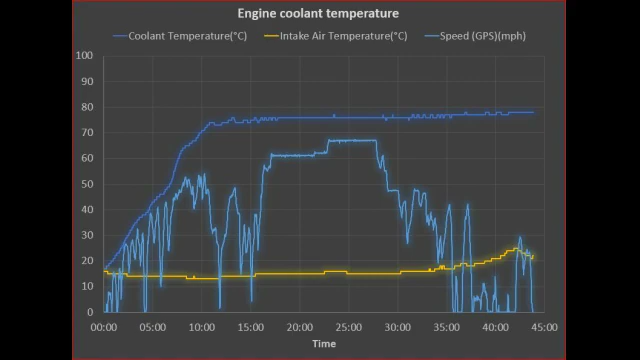 Engine coolant temperature
Coolant Temperature(°C) Intake Air Temperature(°C) Speed (GPS)(mph)
100
90
80
70
60
50
40
30
20
10
0
00:00 05:00 10:00 15:00 20:00 25:00 30:00 35:00 40:00 45:00
Time